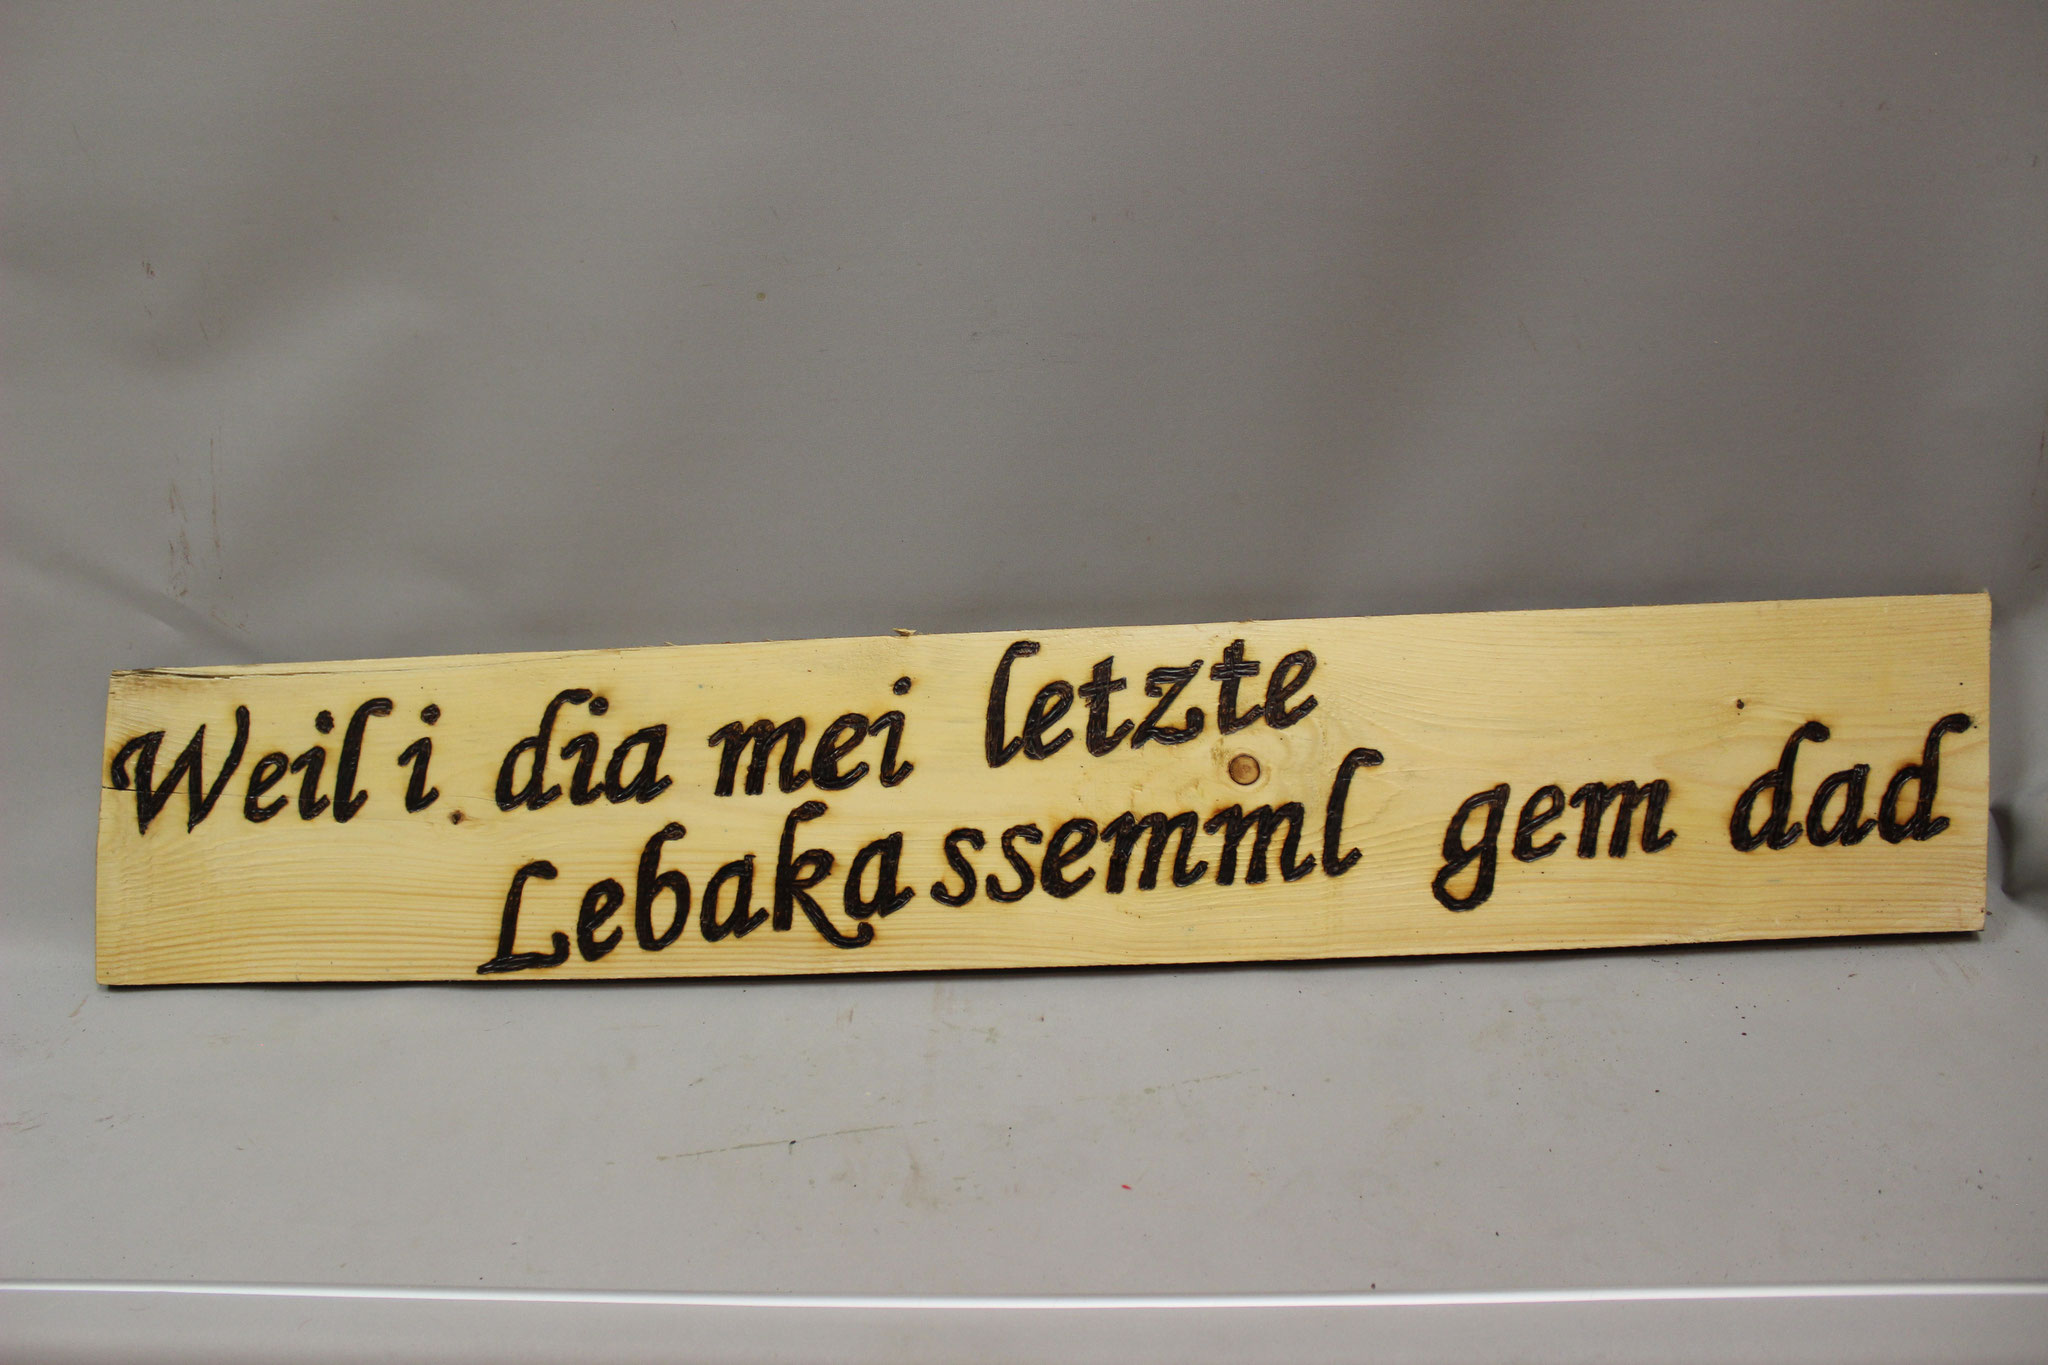 Weil i dia mei letzte
Lebakassemml gem dad